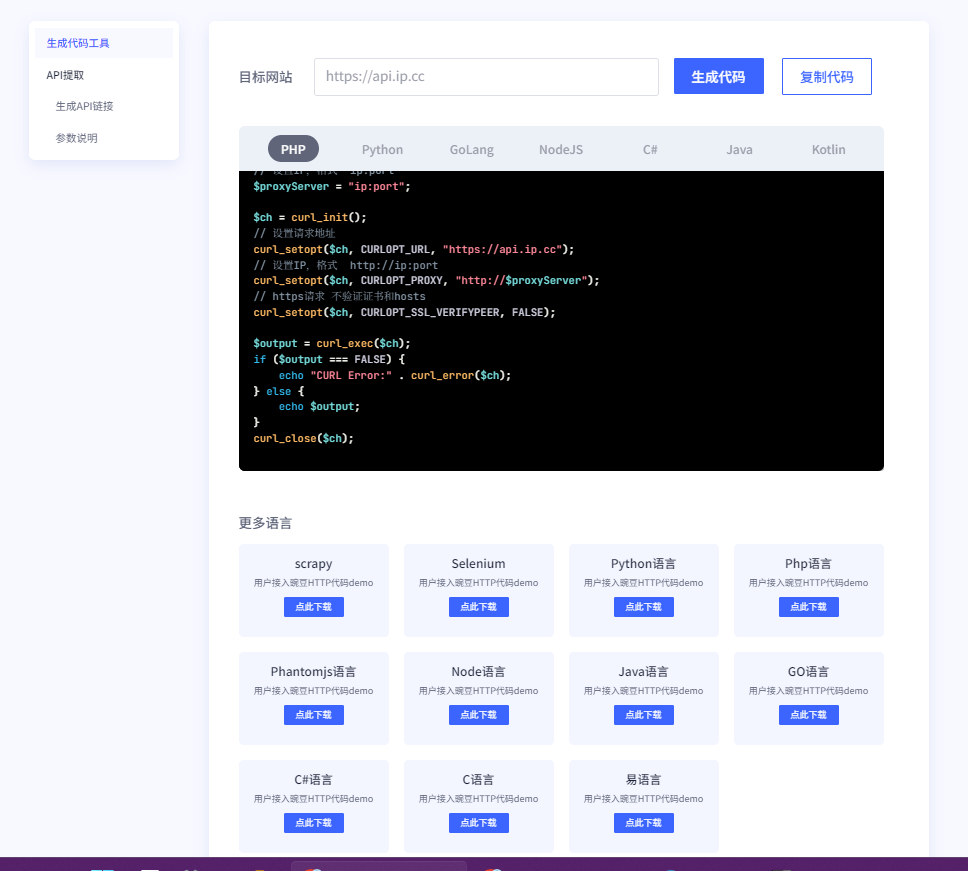 生成代码工具
API提取
生成API链接
参数说明
目标网站 https://api.ip.cc 生成代码 复制代码
PHP Python GoLang NodeJS C# Java Kotlin
// 设置IP，格式  ip:port
$proxyServer = "ip:port";
$ch = curl_init();
// 设置请求地址
curl_setopt($ch, CURLOPT_URL, "https://api.ip.cc");
// 设置IP，格式  http://ip:port
curl_setopt($ch, CURLOPT_PROXY, "http://$proxyServer");
// https请求 不验证证书和hosts
curl_setopt($ch, CURLOPT_SSL_VERIFYPEER, FALSE);
$output = curl_exec($ch);
if ($output === FALSE) {
    echo "CURL Error:" . curl_error($ch);
} else {
    echo $output;
}
curl_close($ch);
更多语言
scrapy Selenium Python语言 Php语言
用户接入豌豆HTTP代码demo 用户接入豌豆HTTP代码demo 用户接入豌豆HTTP代码demo 用户接入豌豆HTTP代码demo
点此下载 点此下载 点此下载 点此下载
Phantomjs语言 Node语言 Java语言 GO语言
用户接入豌豆HTTP代码demo 用户接入豌豆HTTP代码demo 用户接入豌豆HTTP代码demo 用户接入豌豆HTTP代码demo
点此下载 点此下载 点此下载 点此下载
C#语言 C语言 易语言
用户接入豌豆HTTP代码demo 用户接入豌豆HTTP代码demo 用户接入豌豆HTTP代码demo
点此下载 点此下载 点此下载